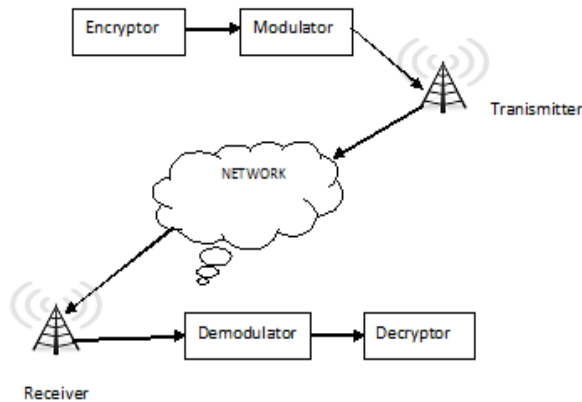 Encryptor
Modulator
Tranismitter
NETWORK
Demodulator
Decryptor
Receiver